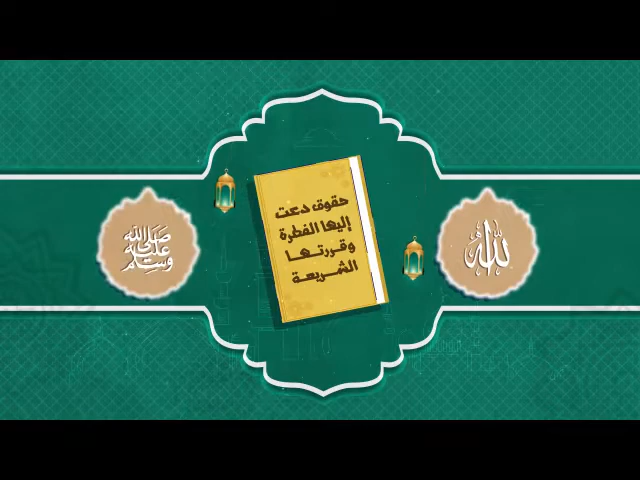 حقوق دعت
إليها الفطرة
وقررتها
الشريعة
الله
صلى الله
عليه
وسلم